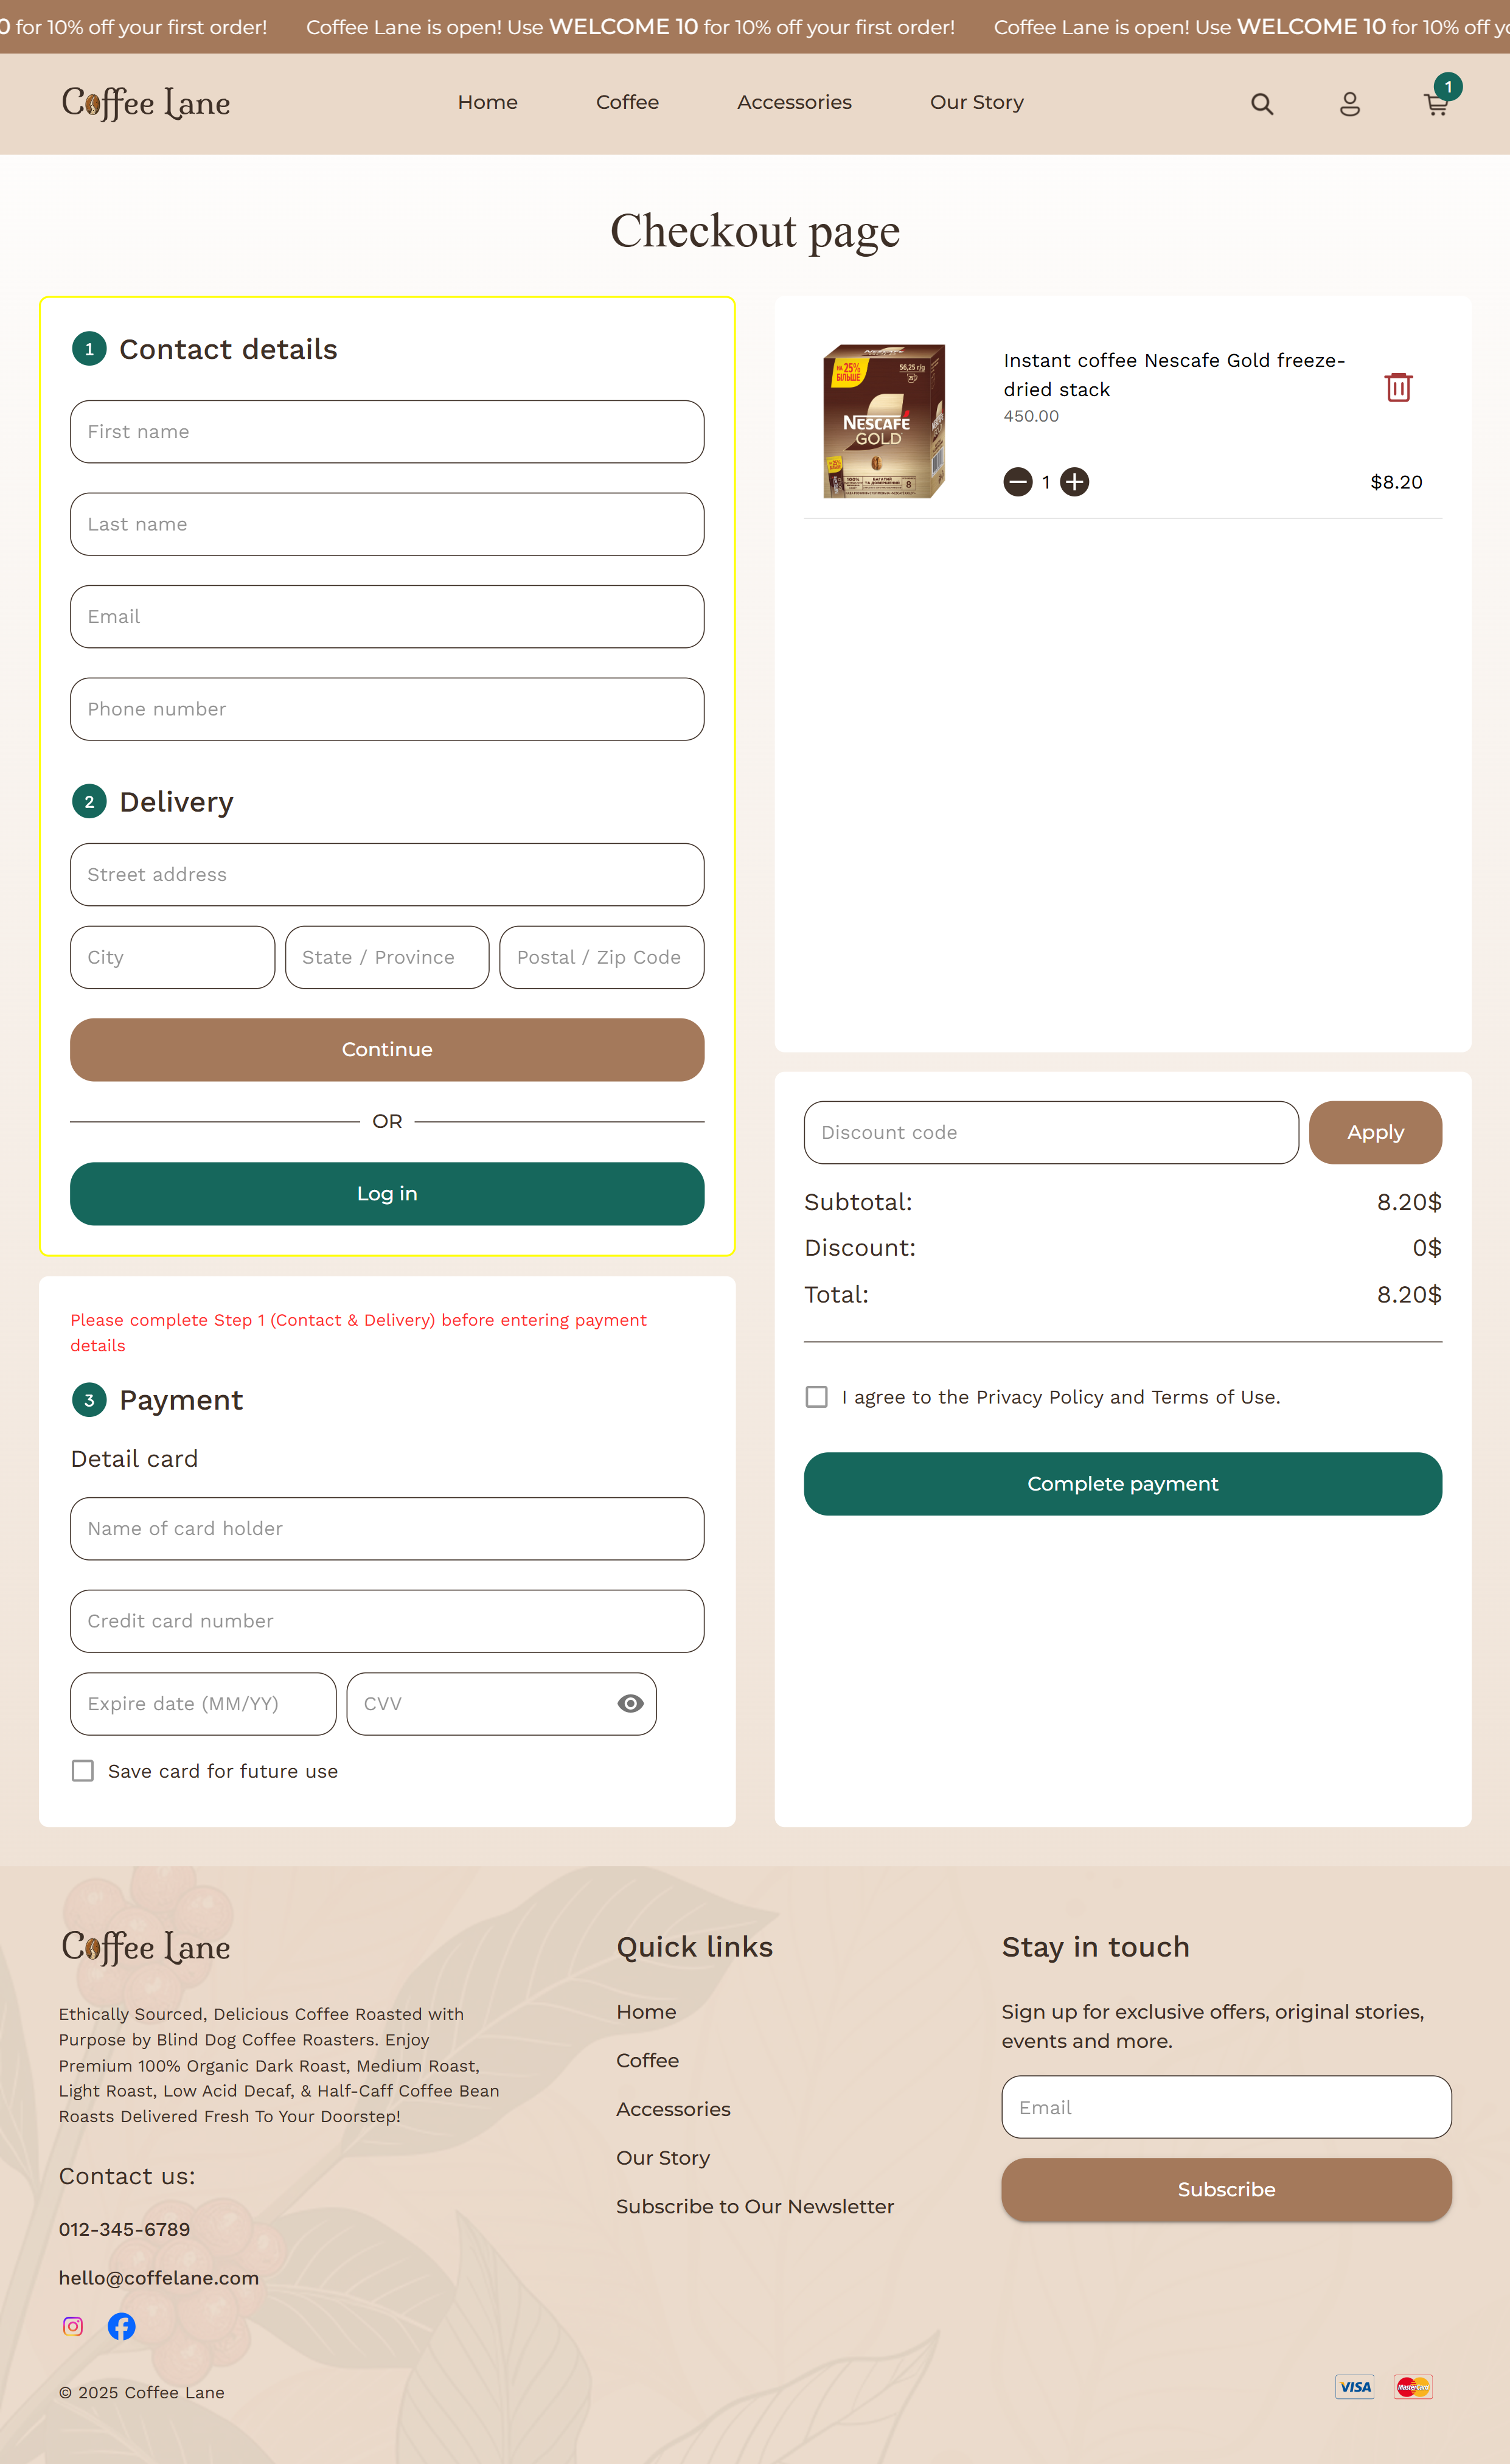 0 for 10% off your first order! Coffee Lane is open! Use WELCOME 10 for 10% off your first order! Coffee Lane is open! Use WELCOME 10 for 10% off yo
Coffee Lane
Home Coffee Accessories Our Story
1
Checkout page
1 Contact details
First name
Last name
Email
Phone number
2 Delivery
Street address
City State / Province Postal / Zip Code
Continue
OR
Log in
Please complete Step 1 (Contact & Delivery) before entering payment
details
3 Payment
Detail card
Name of card holder
Credit card number
Expire date (MM/YY) CVV
Save card for future use
НА 25%
БІЛЬШЕ
56,25 г/g
NESCAFÉ
GOLD
8
Instant coffee Nescafe Gold freeze-
dried stack
450.00
1
$8.20
Discount code Apply
Subtotal: 8.20$
Discount: 0$
Total: 8.20$
I agree to the Privacy Policy and Terms of Use.
Complete payment
Coffee Lane
Ethically Sourced, Delicious Coffee Roasted with
Purpose by Blind Dog Coffee Roasters. Enjoy
Premium 100% Organic Dark Roast, Medium Roast,
Light Roast, Low Acid Decaf, & Half-Caff Coffee Bean
Roasts Delivered Fresh To Your Doorstep!
Contact us:
012-345-6789
hello@coffelane.com
© 2025 Coffee Lane
Quick links
Home
Coffee
Accessories
Our Story
Subscribe to Our Newsletter
Stay in touch
Sign up for exclusive offers, original stories,
events and more.
Email
Subscribe
VISA MasterCard